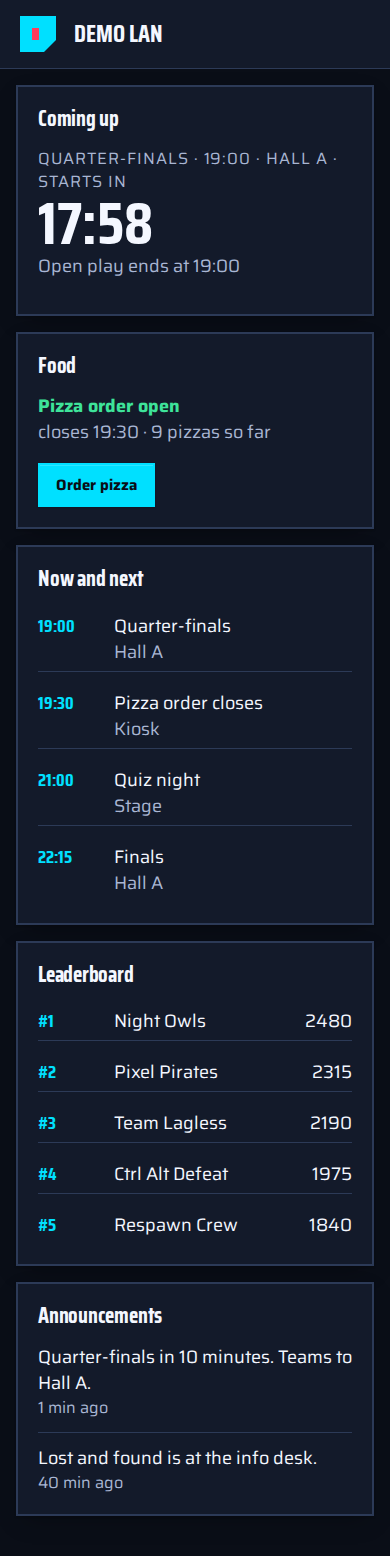 DEMO LAN
Coming up
QUARTER-FINALS · 19:00 · HALL A ·
STARTS IN
17:58
Open play ends at 19:00
Food
Pizza order open
closes 19:30 · 9 pizzas so far
Order pizza
Now and next
19:00 Quarter-finals
Hall A
19:30 Pizza order closes
Kiosk
21:00 Quiz night
Stage
22:15 Finals
Hall A
Leaderboard
#1 Night Owls 2480
#2 Pixel Pirates 2315
#3 Team Lagless 2190
#4 Ctrl Alt Defeat 1975
#5 Respawn Crew 1840
Announcements
Quarter-finals in 10 minutes. Teams to
Hall A.
1 min ago
Lost and found is at the info desk.
40 min ago